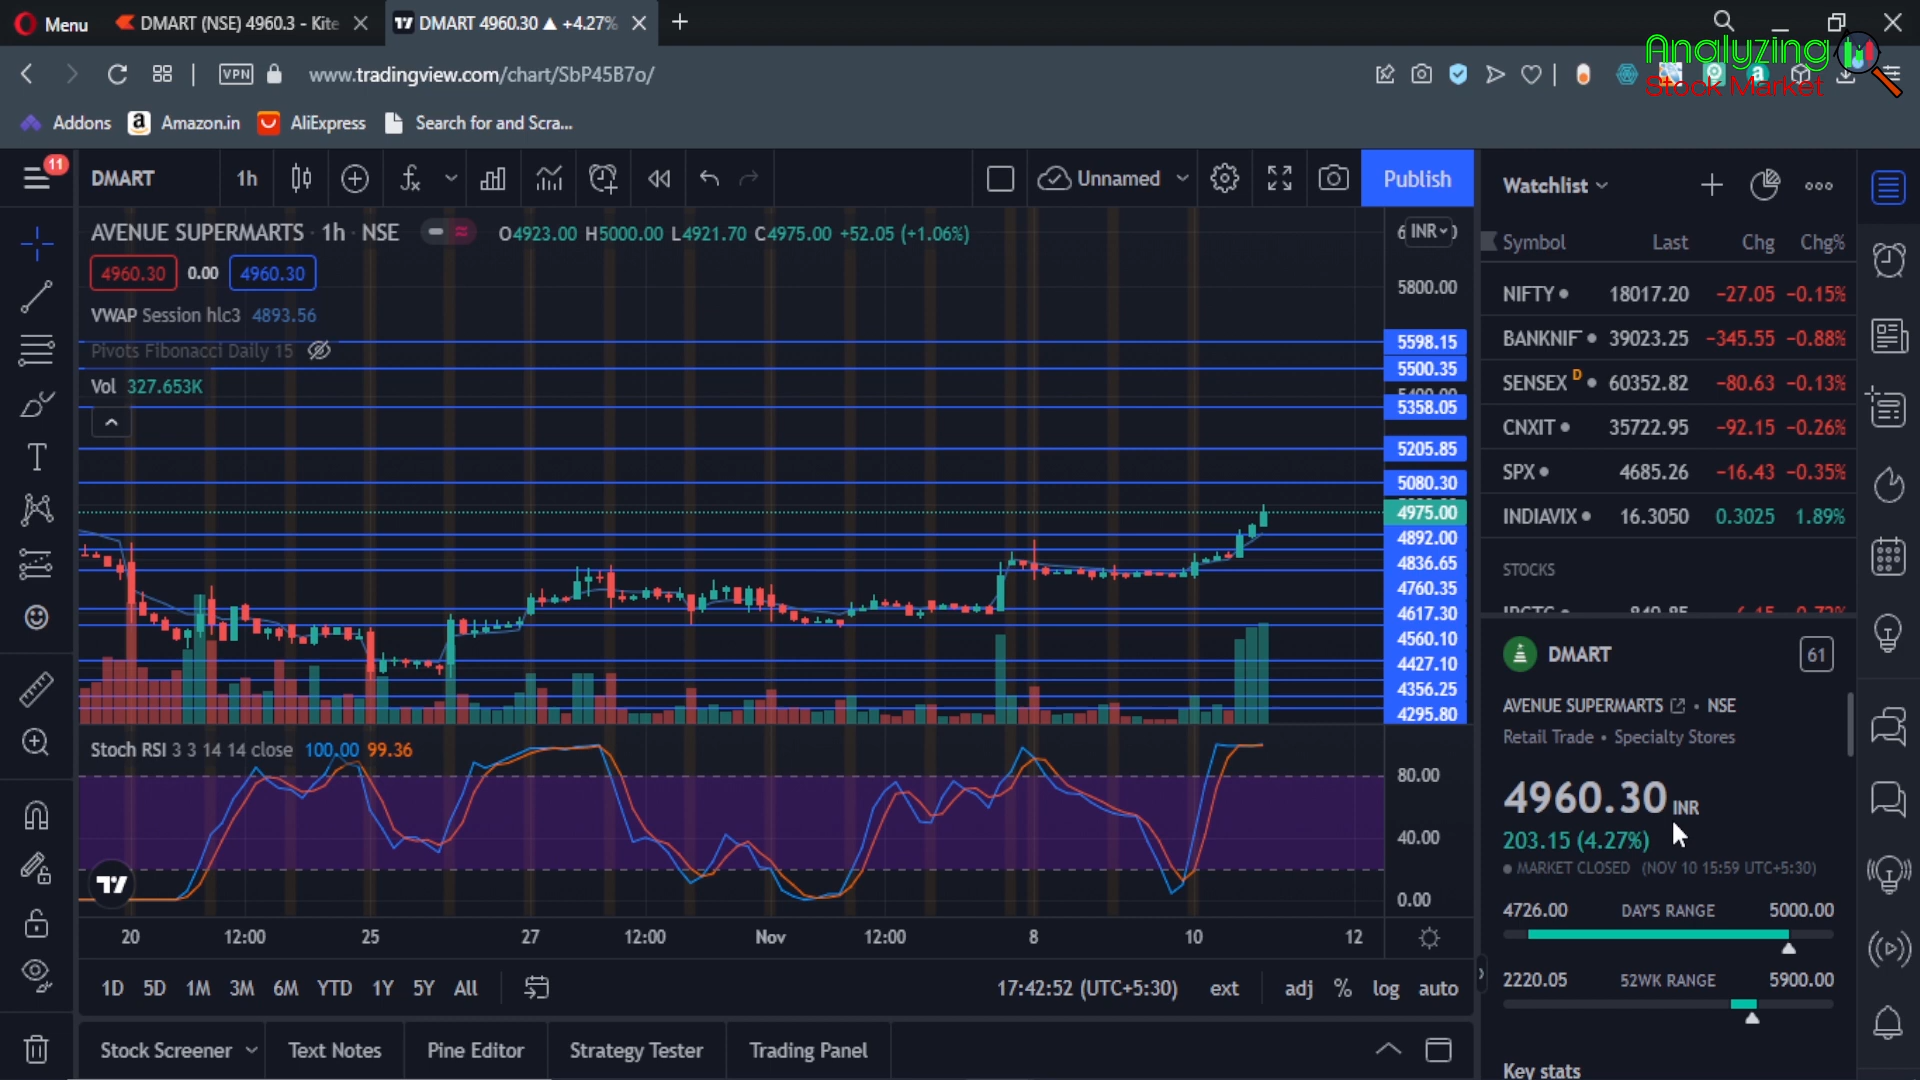 Menu
DMART (NSE) 4960.3 - Kite
DMART 4960.30 ▲ +4.27%
Analyzing
Stock Market
VPN
www.tradingview.com/chart/SbP45B7o/
Addons
Amazon.in
AliExpress
Search for and Scra...
11
DMART
1h
Unnamed
Publish
AVENUE SUPERMARTS · 1h · NSE
O4923.00 H5000.00 L4921.70 C4975.00 +52.05 (+1.06%)
4960.30 0.00 4960.30
VWAP Session hlc3 4893.56
Pivots Fibonacci Daily 15
Vol 327.653K
INR
5800.00
5598.15
5500.35
5358.05
5205.85
5080.30
4975.00
4892.00
4836.65
4760.35
4617.30
4560.10
4427.10
4356.25
4295.80
Stoch RSI 3 3 14 14 close 100.00 99.36
80.00
40.00
0.00
20 12:00 25 27 12:00 Nov 12:00 8 10 12
1D 5D 1M 3M 6M YTD 1Y 5Y All
17:42:52 (UTC+5:30) ext adj % log auto
Stock Screener
Text Notes
Pine Editor
Strategy Tester
Trading Panel
Watchlist
Symbol Last Chg Chg%
NIFTY 18017.20 −27.05 −0.15%
BANKNIF 39023.25 −345.55 −0.88%
SENSEX D 60352.82 −80.63 −0.13%
CNXIT 35722.95 −92.15 −0.26%
SPX 4685.26 −16.43 −0.35%
INDIAVIX 16.3050 0.3025 1.89%
STOCKS
DMART
61
AVENUE SUPERMARTS • NSE
Retail Trade • Specialty Stores
4960.30 INR
203.15 (4.27%)
MARKET CLOSED (NOV 10 15:59 UTC+5:30)
4726.00 DAY'S RANGE 5000.00
2220.05 52WK RANGE 5900.00
Key stats